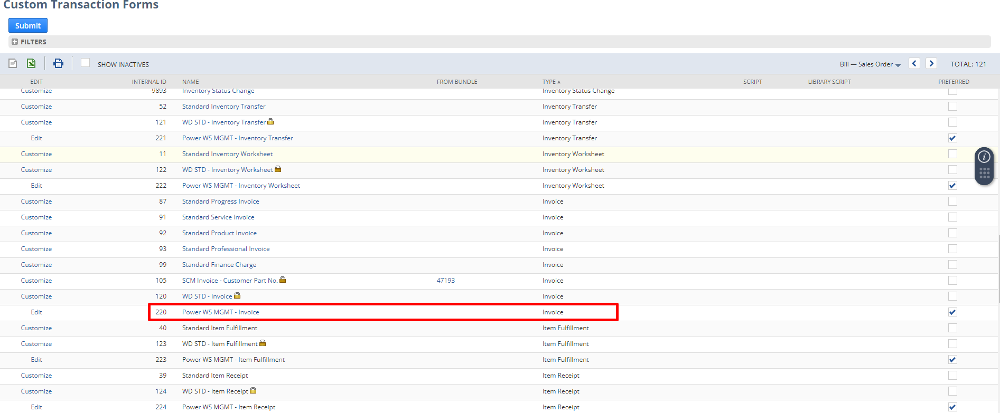 Custom Transaction Forms
Submit
FILTERS
SHOW INACTIVES Bill — Sales Order TOTAL: 121
EDIT INTERNAL ID NAME FROM BUNDLE TYPE SCRIPT LIBRARY SCRIPT PREFERRED
Customize -9893 Inventory Status Change Inventory Status Change
Customize 52 Standard Inventory Transfer Inventory Transfer
Customize 121 WD STD - Inventory Transfer Inventory Transfer
Edit 221 Power WS MGMT - Inventory Transfer Inventory Transfer
Customize 11 Standard Inventory Worksheet Inventory Worksheet
Customize 122 WD STD - Inventory Worksheet Inventory Worksheet
Edit 222 Power WS MGMT - Inventory Worksheet Inventory Worksheet
Customize 87 Standard Progress Invoice Invoice
Customize 91 Standard Service Invoice Invoice
Customize 92 Standard Product Invoice Invoice
Customize 93 Standard Professional Invoice Invoice
Customize 99 Standard Finance Charge Invoice
Customize 105 SCM Invoice - Customer Part No. 47193 Invoice
Customize 120 WD STD - Invoice Invoice
Edit 220 Power WS MGMT - Invoice Invoice
Customize 40 Standard Item Fulfillment Item Fulfillment
Customize 123 WD STD - Item Fulfillment Item Fulfillment
Edit 223 Power WS MGMT - Item Fulfillment Item Fulfillment
Customize 39 Standard Item Receipt Item Receipt
Customize 124 WD STD - Item Receipt Item Receipt
Edit 224 Power WS MGMT - Item Receipt Item Receipt